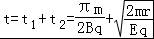 t=t₁+t₂=πm/2Bq+√(2mr/Eq)